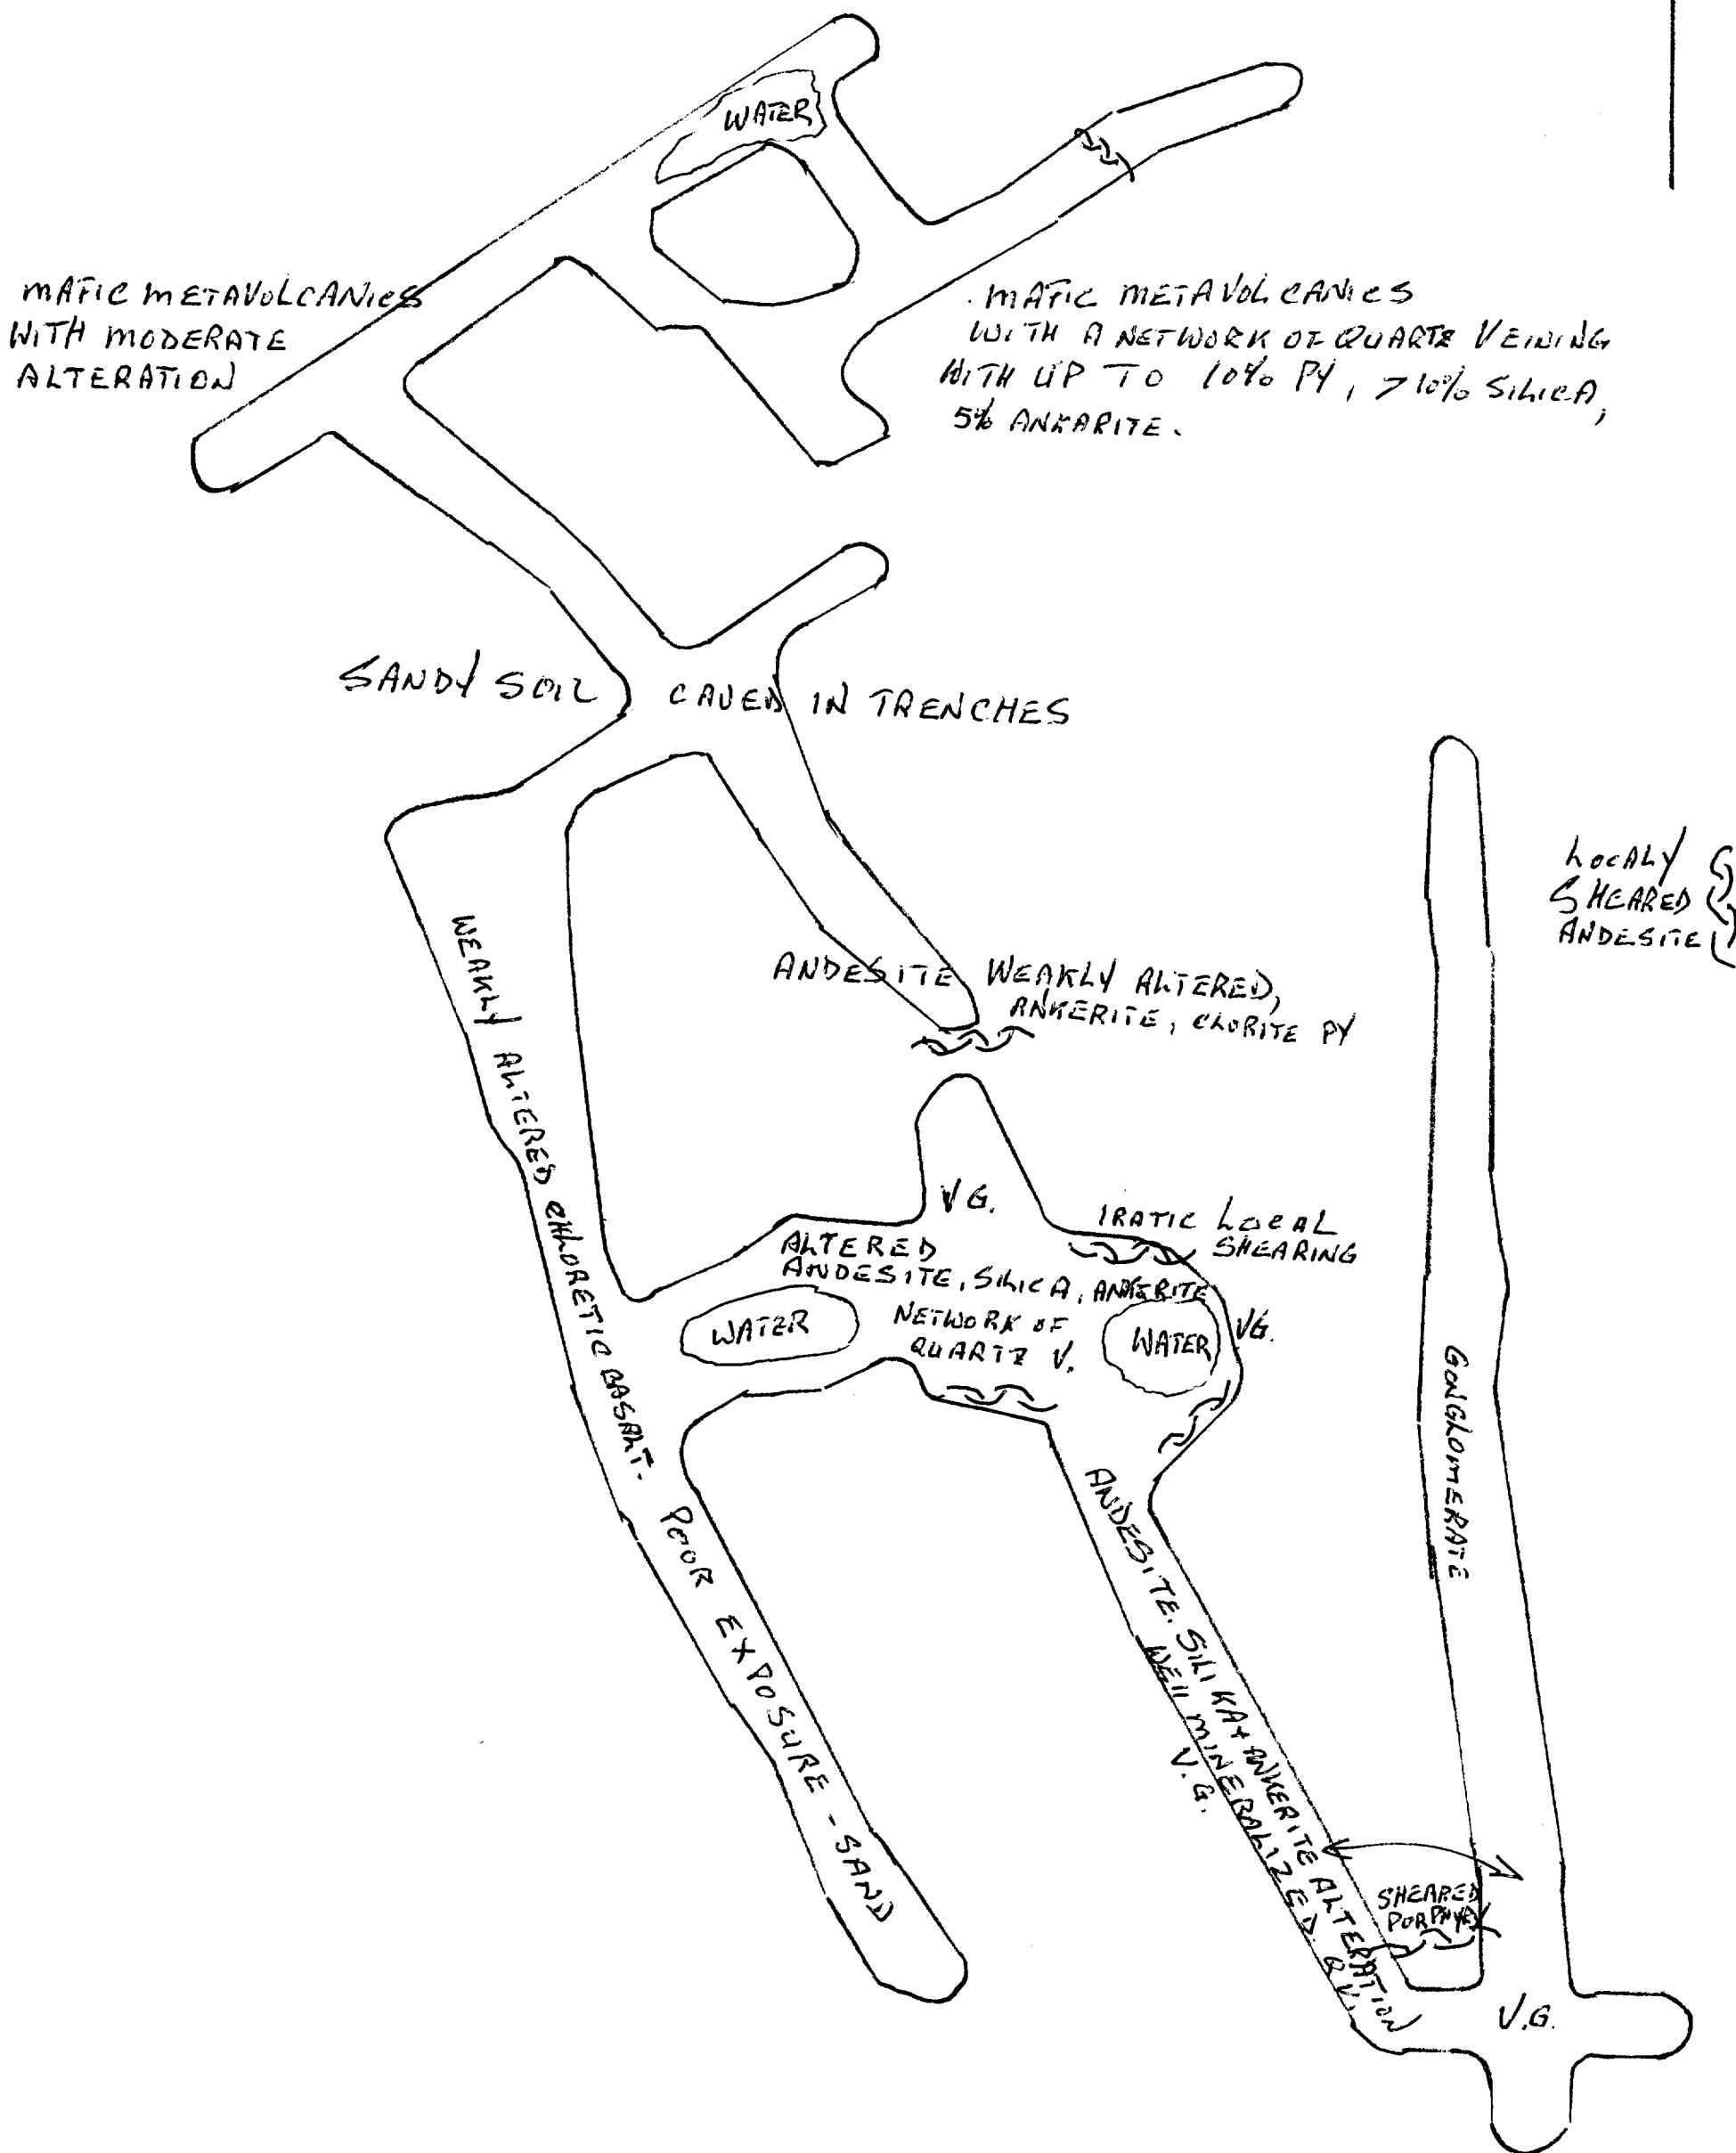 WATER
MAFIC METAVOLCANICS
WITH MODERATE
ALTERATION
MAFIC METAVOLCANICS
WITH A NETWORK OF QUARTZ VEINING
WITH UP TO 10% PY, >10% SILICA,
5% ANKARITE.
SANDY SOIL CAVED IN TRENCHES
LOCALY
SHEARED
ANDESITE
WEAKLY ALTERED CHLORETIC BASALT. POOR EXPOSURE - SAND
ANDESITE WEAKLY ALTERED,
ANKERITE, CLORITE PY
V.G.
IRATIC LOCAL
SHEARING
ALTERED
ANDESITE, SILICA, ANKERITE
NETWORK OF
QUARTZ V.
WATER
WATER
VG.
CONGLOMERATE
ANDESITE. SILIKA + ANKERITE ALTERATION
WELL MINERALIZED. Q.V.
V.G.
SHEARED
PORPHYRY
V.G.